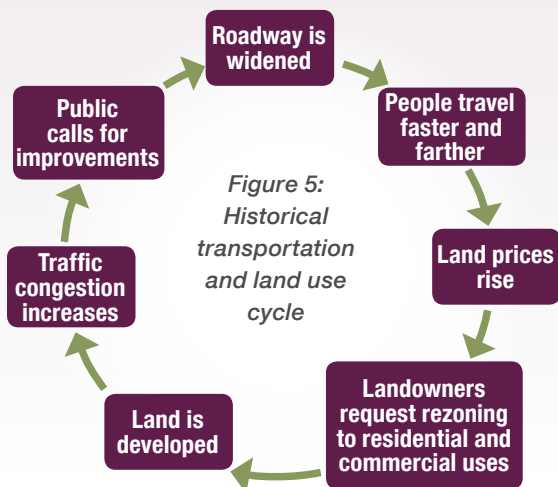 Roadway is
widened
People travel
faster and
farther
Land prices
rise
Landowners
request rezoning
to residential and
commercial uses
Land is
developed
Traffic
congestion
increases
Public
calls for
improvements
Figure 5:
Historical
transportation
and land use
cycle